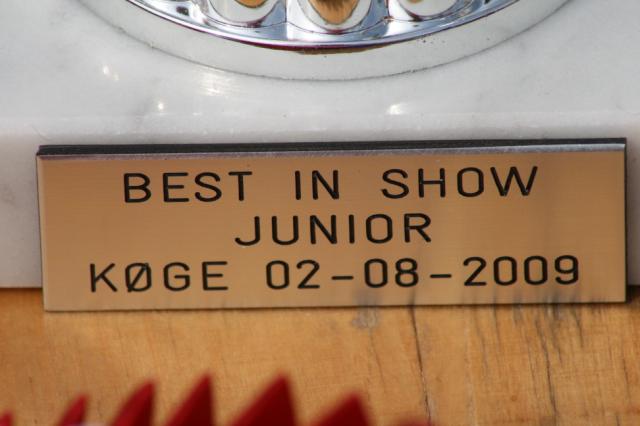 BEST IN SHOW
JUNIOR
KØGE 02-08-2009